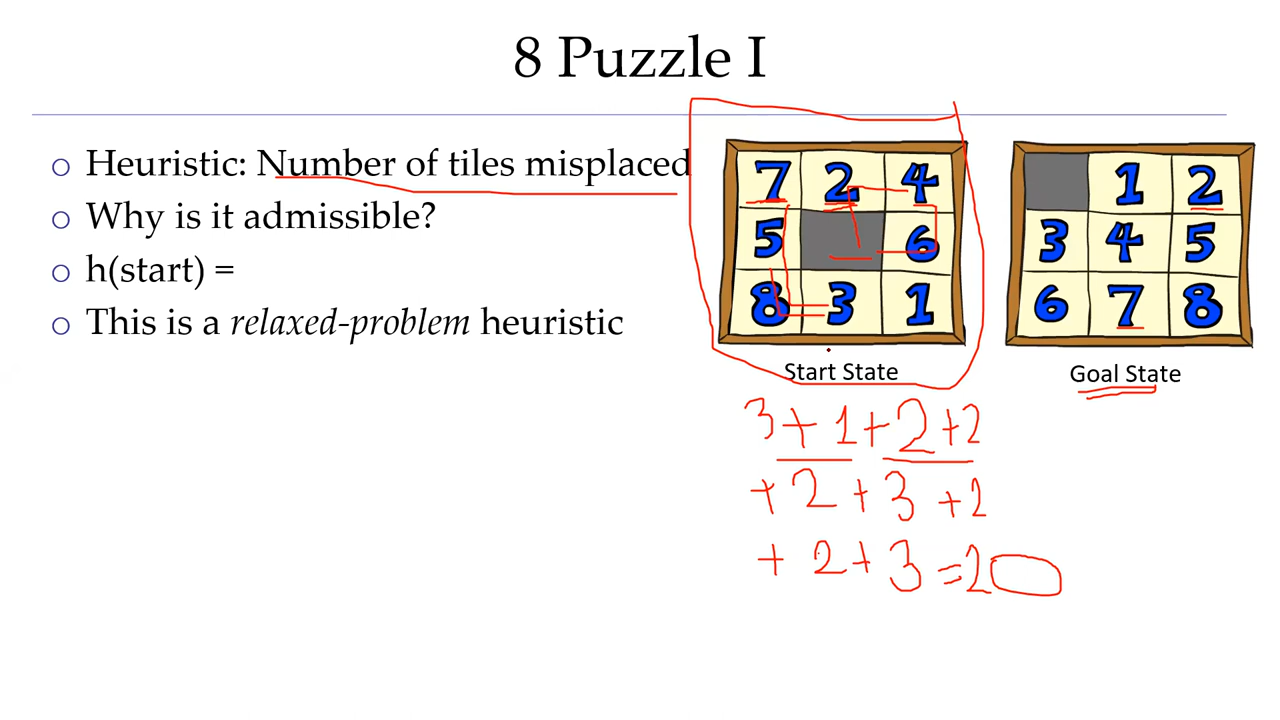 8 Puzzle I
Heuristic: Number of tiles misplaced
Why is it admissible?
h(start) =
This is a relaxed-problem heuristic
7 2 4
5 6
8 3 1
Start State
1 2
3 4 5
6 7 8
Goal State
3+1+2+2
+2+3+2
+2+3=20